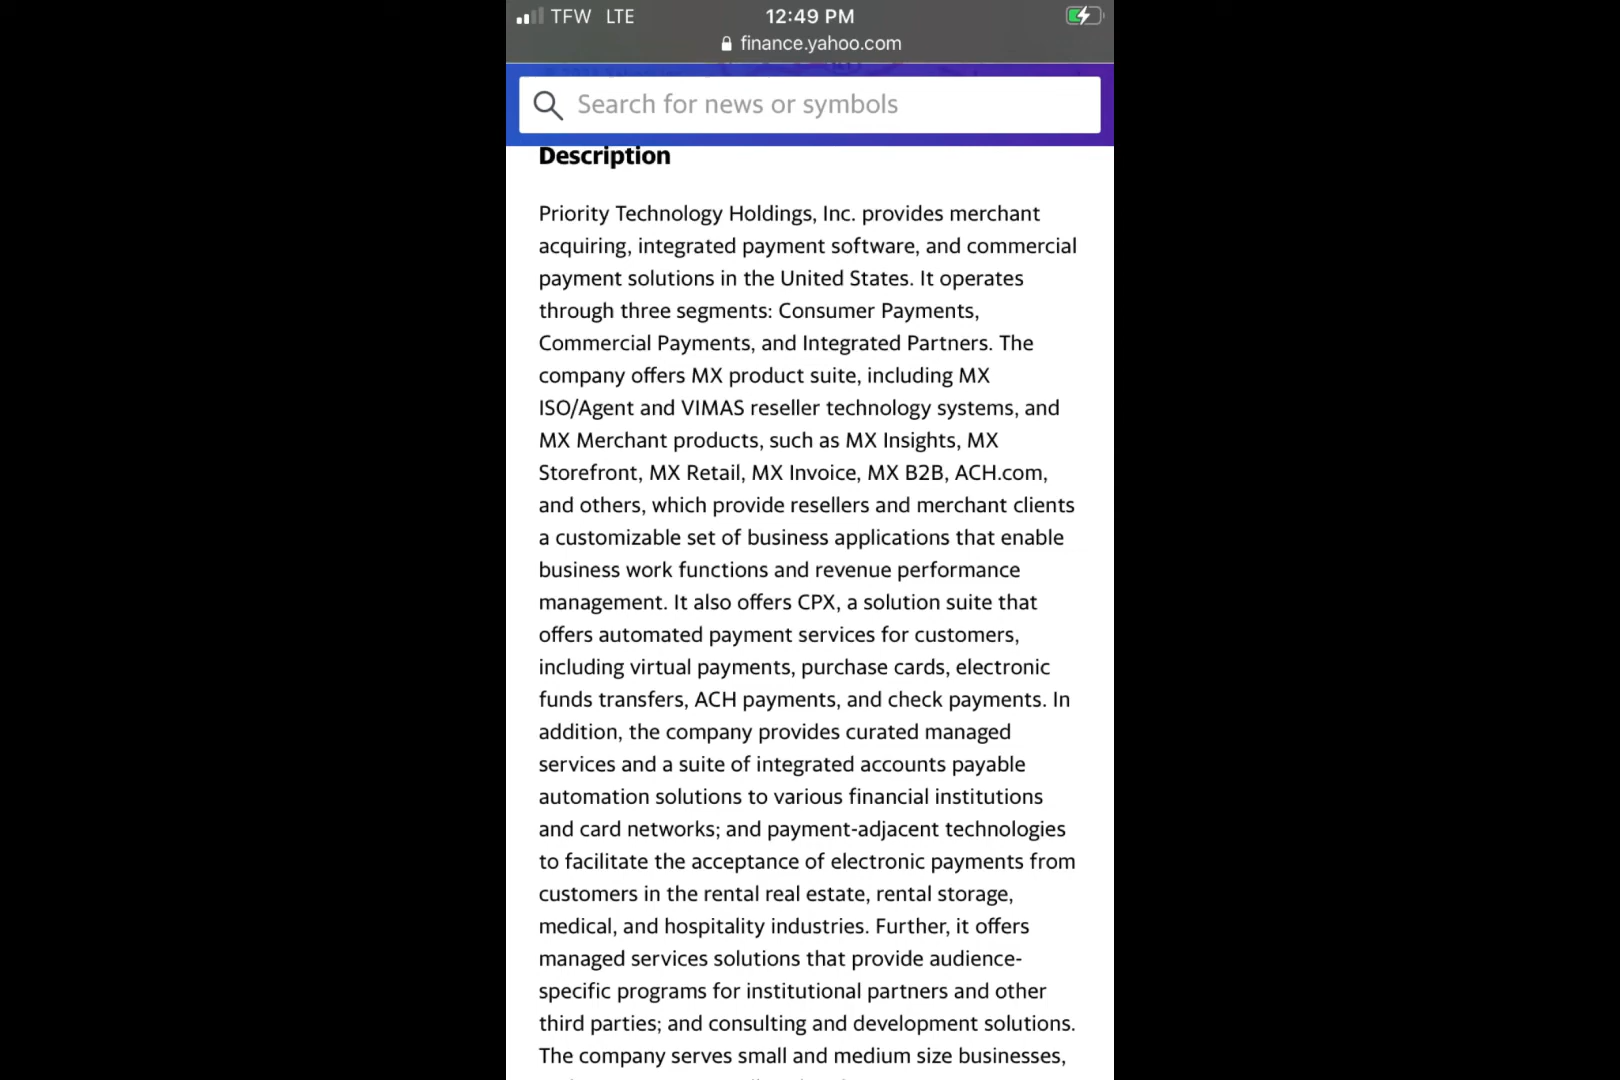 TFW LTE 12:49 PM
finance.yahoo.com
Search for news or symbols
Description
Priority Technology Holdings, Inc. provides merchant
acquiring, integrated payment software, and commercial
payment solutions in the United States. It operates
through three segments: Consumer Payments,
Commercial Payments, and Integrated Partners. The
company offers MX product suite, including MX
ISO/Agent and VIMAS reseller technology systems, and
MX Merchant products, such as MX Insights, MX
Storefront, MX Retail, MX Invoice, MX B2B, ACH.com,
and others, which provide resellers and merchant clients
a customizable set of business applications that enable
business work functions and revenue performance
management. It also offers CPX, a solution suite that
offers automated payment services for customers,
including virtual payments, purchase cards, electronic
funds transfers, ACH payments, and check payments. In
addition, the company provides curated managed
services and a suite of integrated accounts payable
automation solutions to various financial institutions
and card networks; and payment-adjacent technologies
to facilitate the acceptance of electronic payments from
customers in the rental real estate, rental storage,
medical, and hospitality industries. Further, it offers
managed services solutions that provide audience-
specific programs for institutional partners and other
third parties; and consulting and development solutions.
The company serves small and medium size businesses,